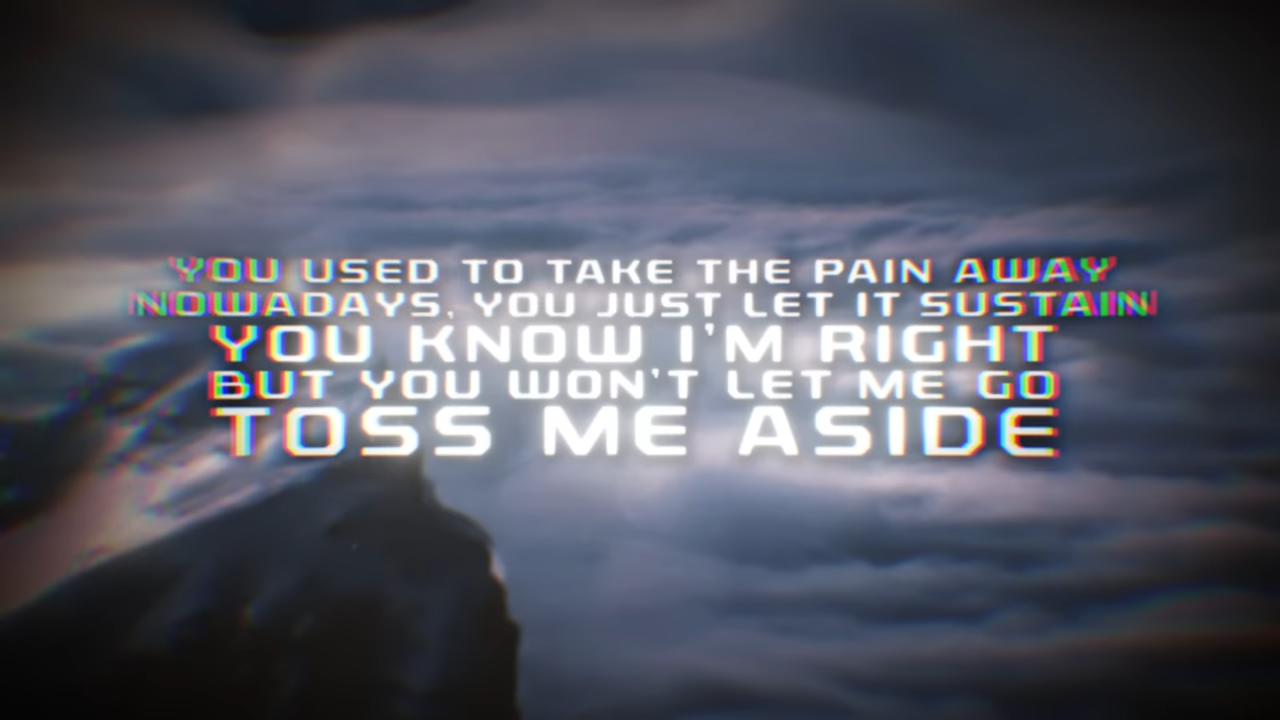 YOU USED TO TAKE THE PAIN AWAY
NOWADAYS, YOU JUST LET IT SUSTAIN
YOU KNOW I'M RIGHT
BUT YOU WON'T LET ME GO
TOSS ME ASIDE